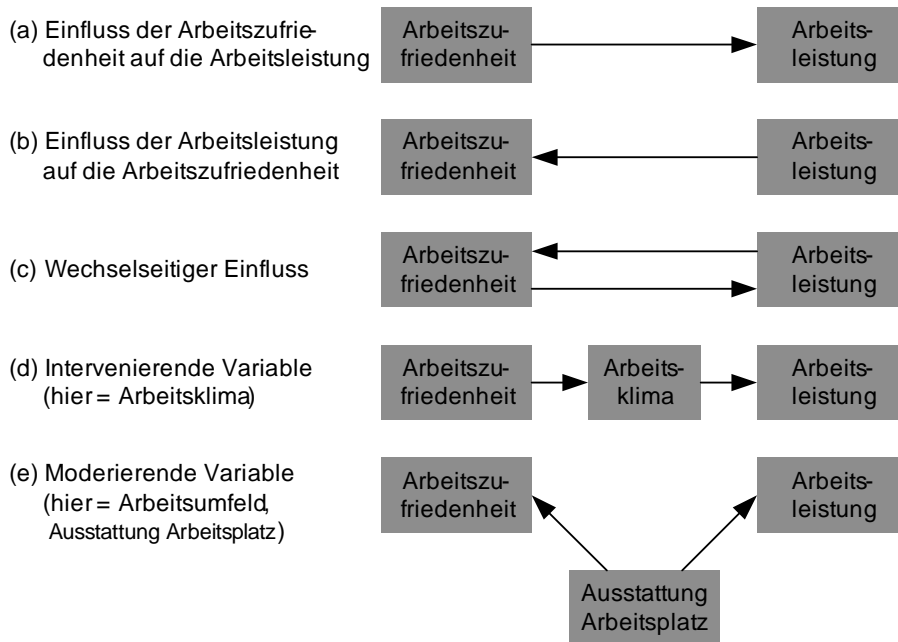 (a) Einfluss der Arbeitszufrie-
denheit auf die Arbeitsleistung
Arbeitszu-
friedenheit
Arbeits-
leistung
(b) Einfluss der Arbeitsleistung
auf die Arbeitszufriedenheit
Arbeitszu-
friedenheit
Arbeits-
leistung
(c) Wechselseitiger Einfluss
Arbeitszu-
friedenheit
Arbeits-
leistung
(d) Intervenierende Variable
(hier = Arbeitsklima)
Arbeitszu-
friedenheit
Arbeits-
klima
Arbeits-
leistung
(e) Moderierende Variable
(hier = Arbeitsumfeld,
Ausstattung Arbeitsplatz)
Arbeitszu-
friedenheit
Arbeits-
leistung
Ausstattung
Arbeitsplatz